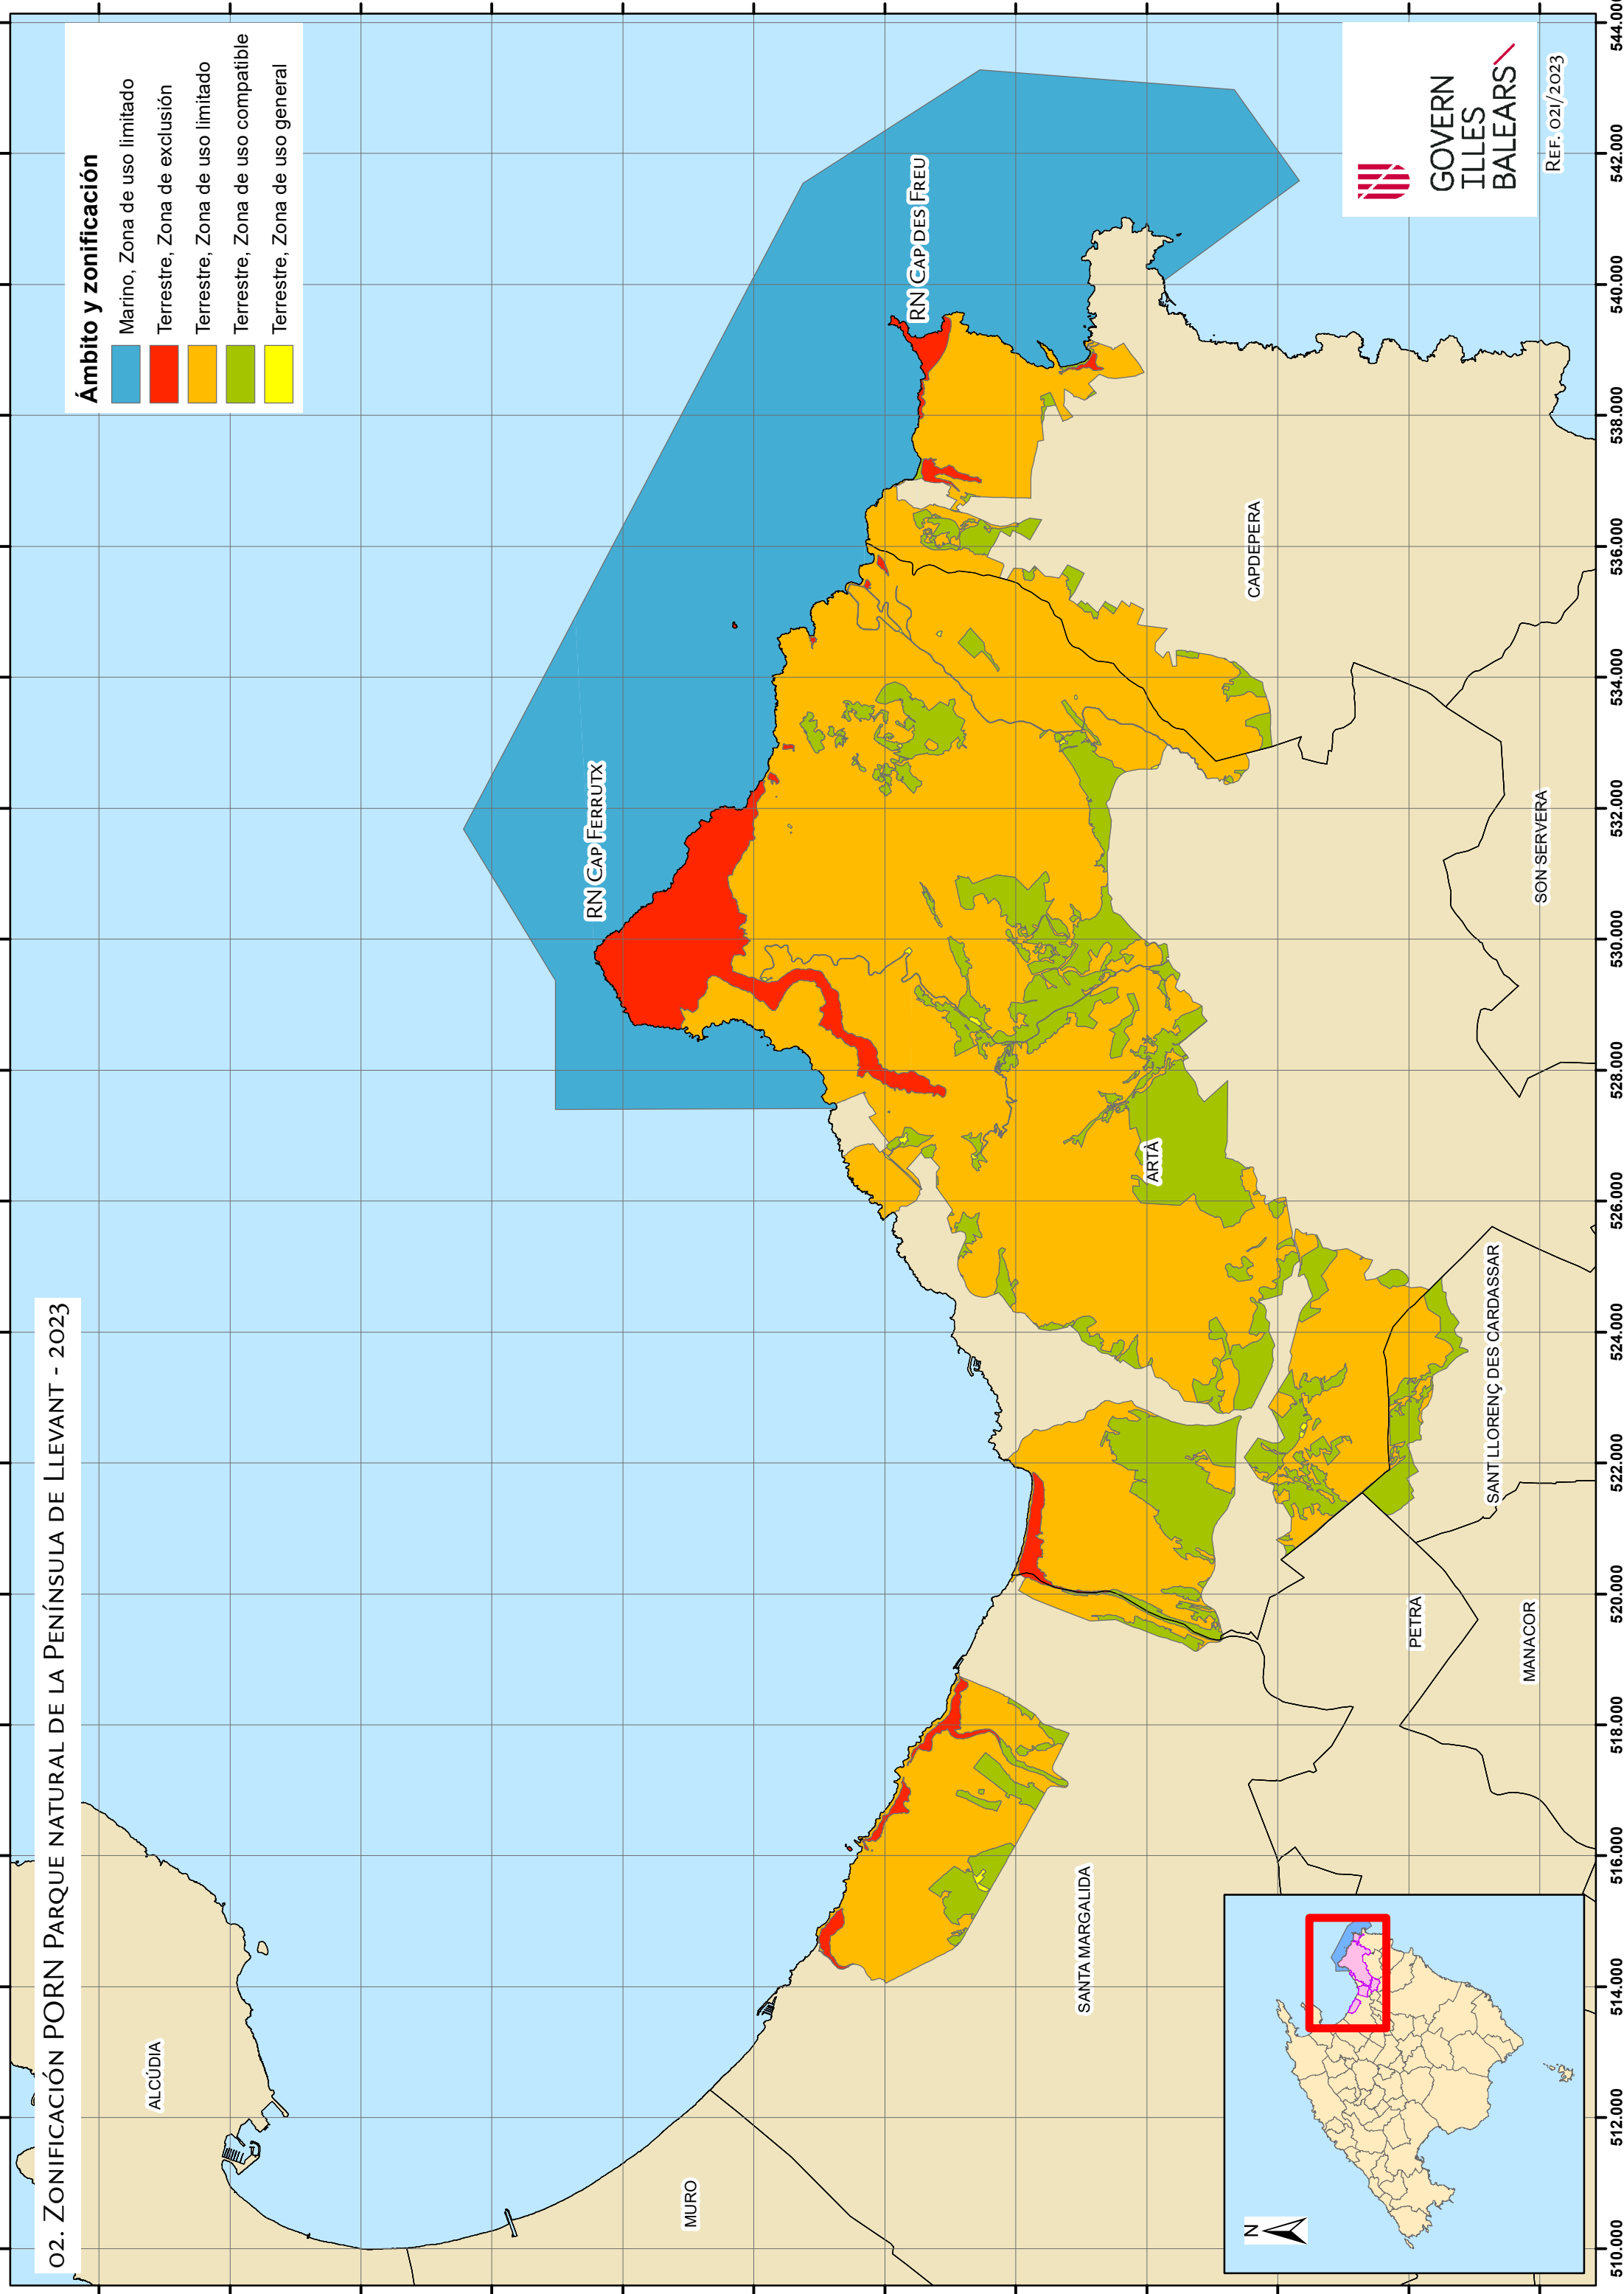 02. Zonificación PORN Parque natural de la Península de Llevant - 2023
Ámbito y zonificación
Marino, Zona de uso limitado
Terrestre, Zona de exclusión
Terrestre, Zona de uso limitado
Terrestre, Zona de uso compatible
Terrestre, Zona de uso general
ALCÚDIA
MURO
RN Cap Ferrutx
RN Cap des Freu
SANTA MARGALIDA
ARTÀ
CAPDEPERA
PETRA
MANACOR
SANT LLORENÇ DES CARDASSAR
SON SERVERA
N
GOVERN
ILLES
BALEARS
Ref. 021/2023
510.000
512.000
514.000
516.000
518.000
520.000
522.000
524.000
526.000
528.000
530.000
532.000
534.000
536.000
538.000
540.000
542.000
544.000